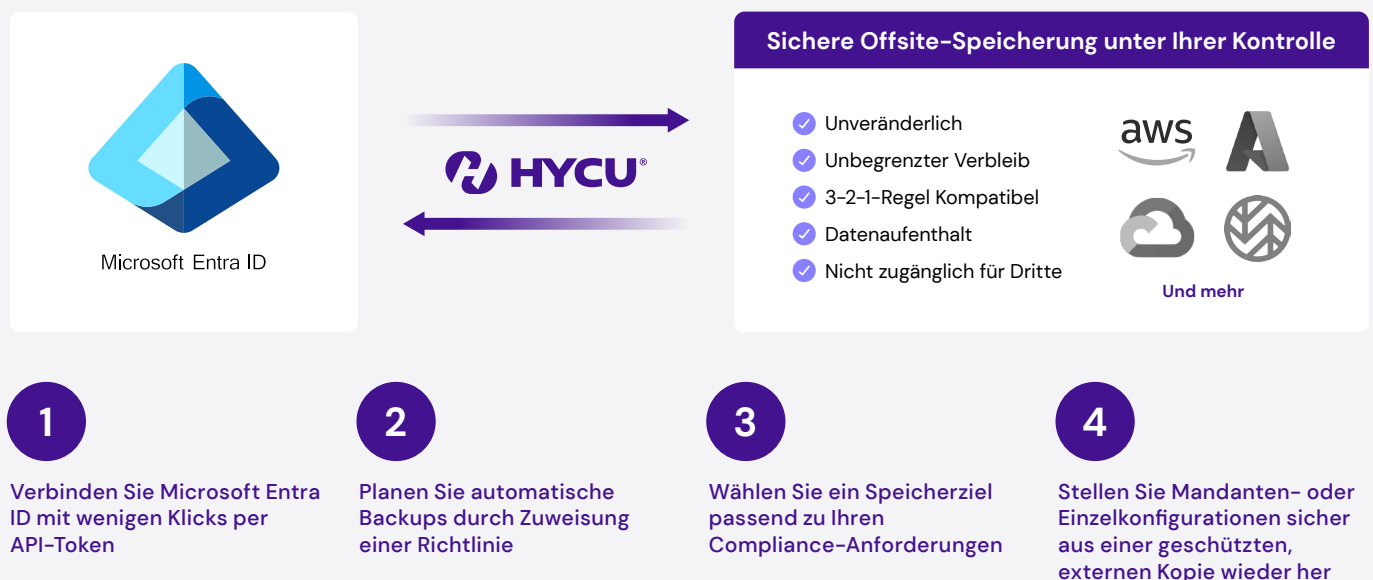 Microsoft Entra ID
HYCU®
Sichere Offsite-Speicherung unter Ihrer Kontrolle
Unveränderlich
Unbegrenzter Verbleib
3-2-1-Regel Kompatibel
Datenaufenthalt
Nicht zugänglich für Dritte
aws
Und mehr
1
Verbinden Sie Microsoft Entra
ID mit wenigen Klicks per
API-Token
2
Planen Sie automatische
Backups durch Zuweisung
einer Richtlinie
3
Wählen Sie ein Speicherziel
passend zu Ihren
Compliance-Anforderungen
4
Stellen Sie Mandanten- oder
Einzelkonfigurationen sicher
aus einer geschützten,
externen Kopie wieder her